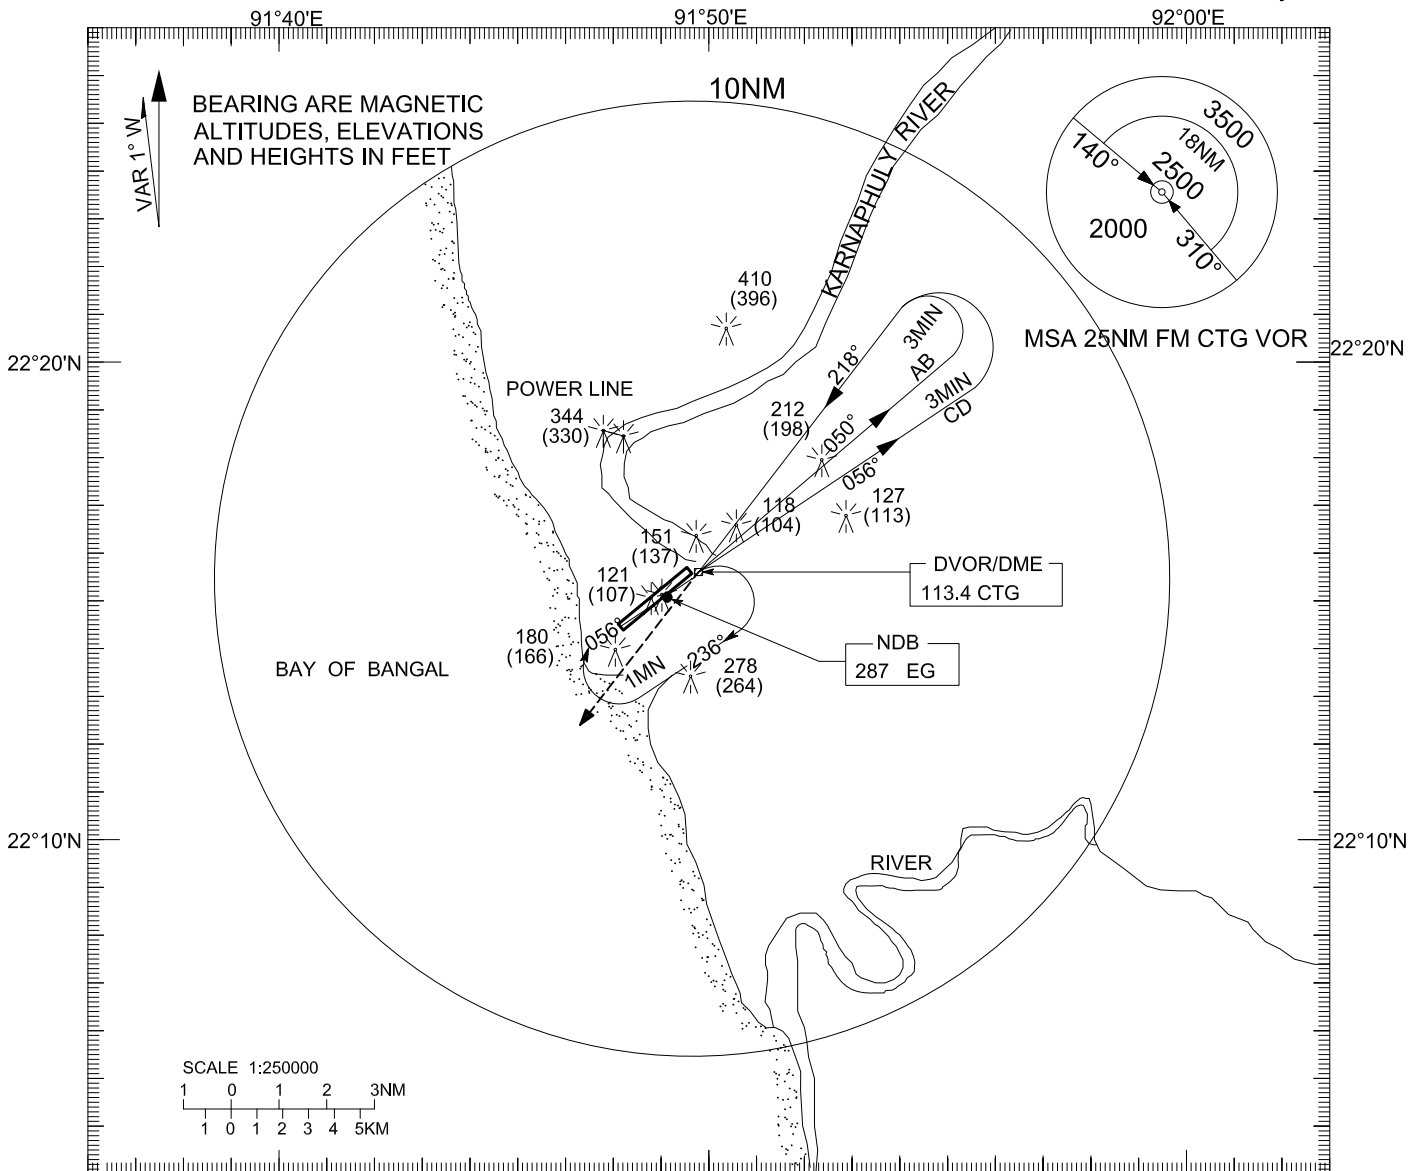 91°40'E
91°50'E
92°00'E
10NM
BEARING ARE MAGNETIC
ALTITUDES, ELEVATIONS
AND HEIGHTS IN FEET
VAR 1° W
KARNAPHULY RIVER
3500
18NM
140°
2500
2000
310°
MSA 25NM FM CTG VOR
410
(396)
22°20'N
22°20'N
POWER LINE
344
(330)
218°
3MIN
AB
3MIN
CD
212
(198)
050°
056°
127
(113)
118
(104)
151
(137)
DVOR/DME
113.4 CTG
121
(107)
NDB
287 EG
180
(166)
056°
236°
1MN
278
(264)
BAY OF BANGAL
22°10'N
22°10'N
RIVER
SCALE 1:250000
1 0 1 2 3NM
1 0 1 2 3 4 5KM